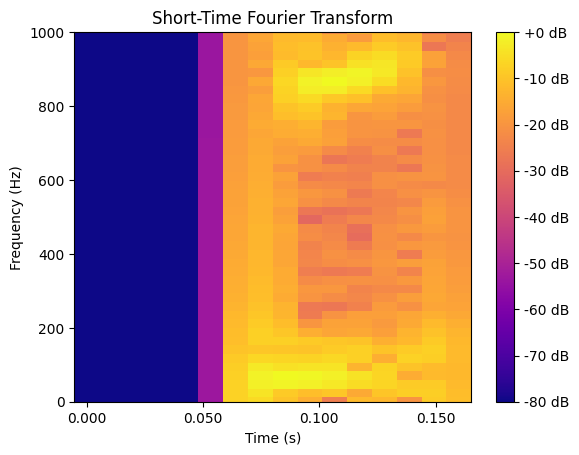 Short-Time Fourier Transform
Frequency (Hz)
1000
800
600
400
200
0
0.000
0.050
0.100
0.150
Time (s)
+0 dB
-10 dB
-20 dB
-30 dB
-40 dB
-50 dB
-60 dB
-70 dB
-80 dB